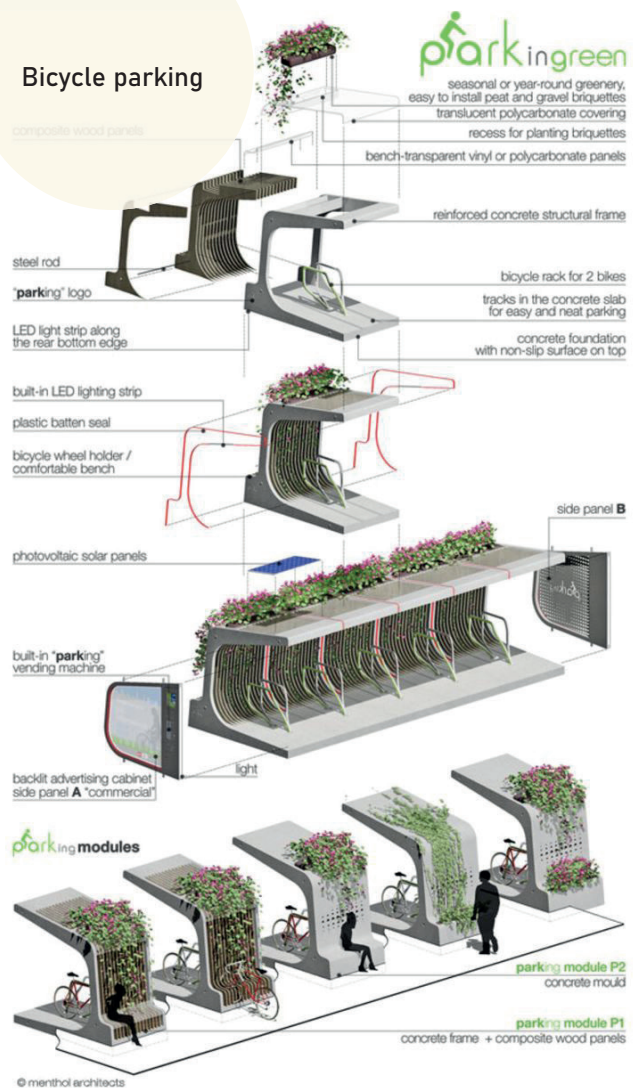 Bicycle parking
parkingreen
seasonal or year-round greenery,
easy to install peat and gravel briquettes
translucent polycarbonate covering
composite wood panels
recess for planting briquettes
bench-transparent vinyl or polycarbonate panels
reinforced concrete structural frame
steel rod
"parking" logo
bicycle rack for 2 bikes
tracks in the concrete slab
for easy and neat parking
LED light strip along
the rear bottom edge
concrete foundation
with non-slip surface on top
built-in LED lighting strip
plastic batten seal
bicycle wheel holder /
comfortable bench
side panel B
photovoltaic solar panels
built-in "parking"
vending machine
light
backlit advertising cabinet
side panel A "commercial"
parking modules
parking module P2
concrete mould
parking module P1
concrete frame + composite wood panels
© menthol architects